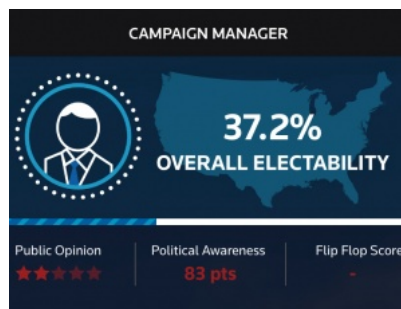 CAMPAIGN MANAGER
37.2%
OVERALL ELECTABILITY
Public Opinion
Political Awareness
Flip Flop Score
83 pts
-